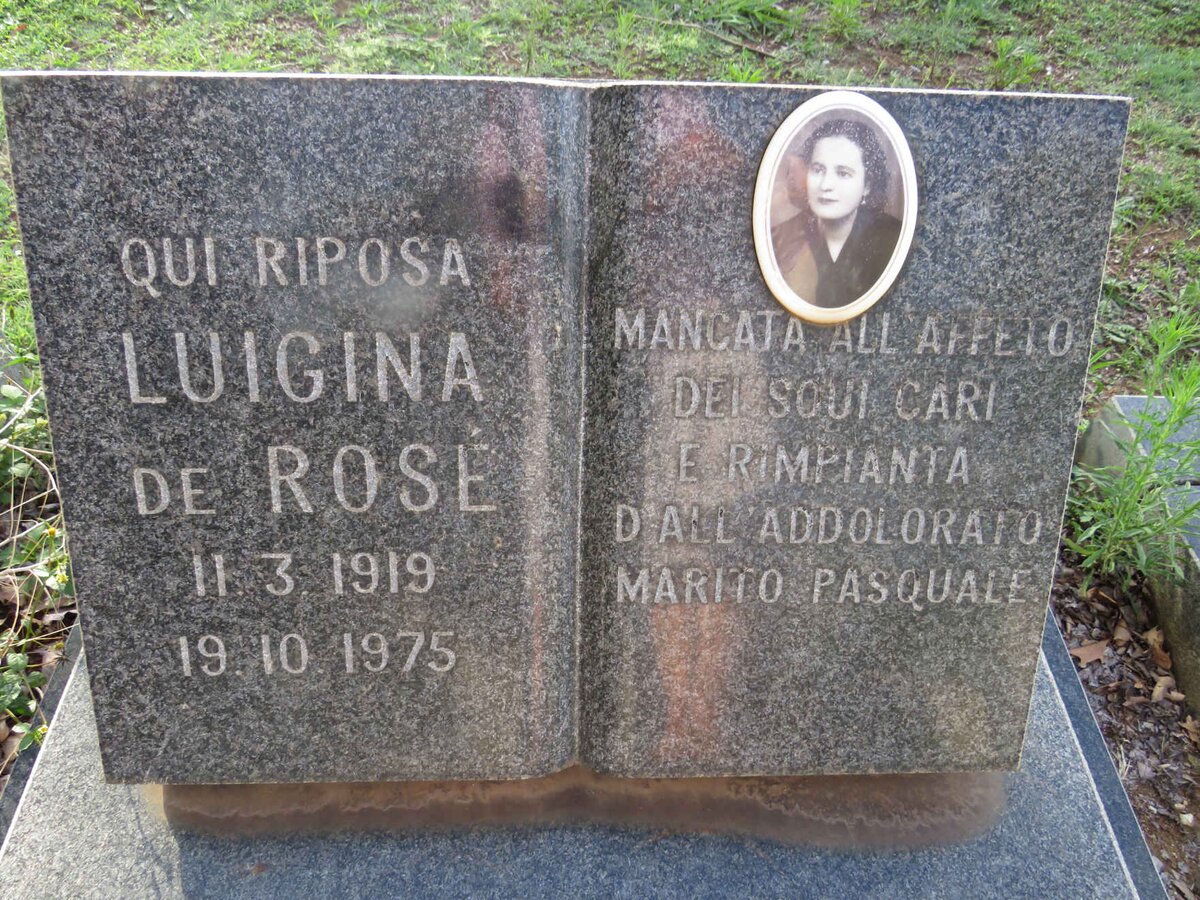 QUI RIPOSA
LUIGINA
DE ROSÉ
11.3.1919
19.10.1975
MANCATA ALL'AFFETO
DEI SQUI CARI
E RIMPIANTA
D'ALL ADDOLORATO
MARITO PASQUALE